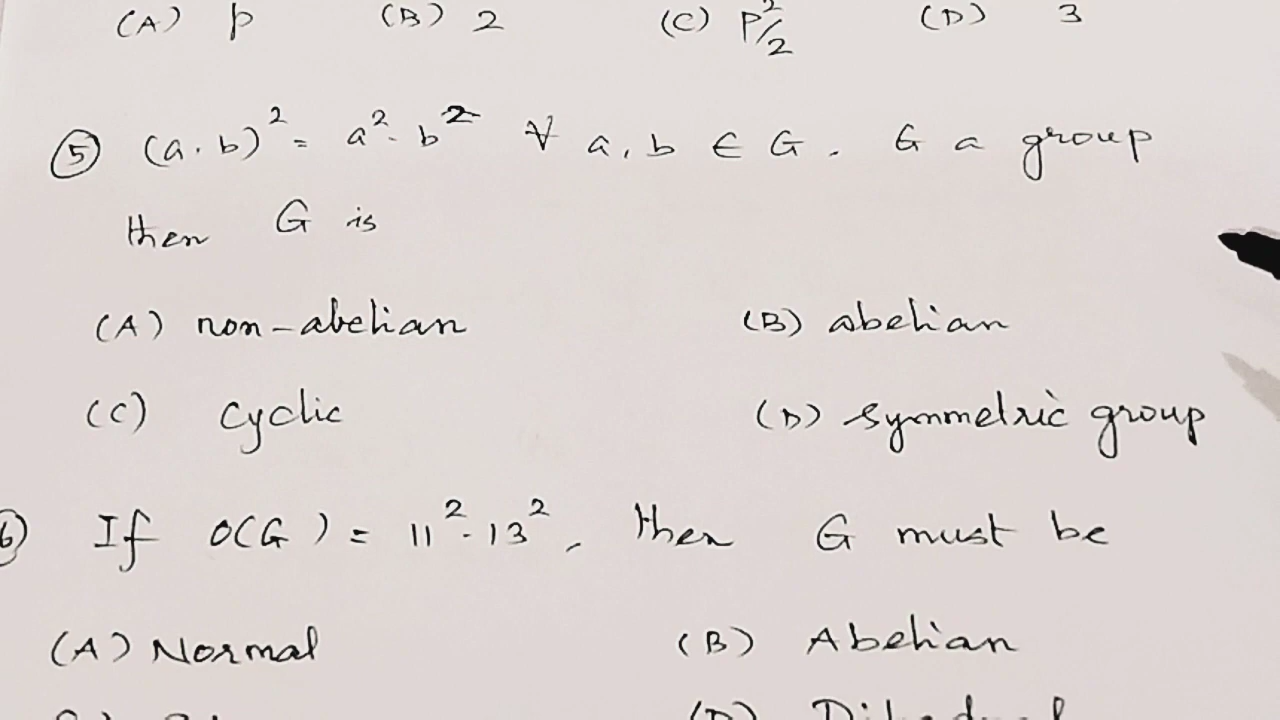 (A) p (B) 2 (C) p²/2 (D) 3
⑤ (a.b)² = a².b² ∀ a, b ∈ G. G a group
then G is
(A) non-abelian (B) abelian
(C) cyclic (D) symmetric group
6) If O(G) = 11².13², then G must be
(A) Normal (B) Abelian
(D) Dihedral